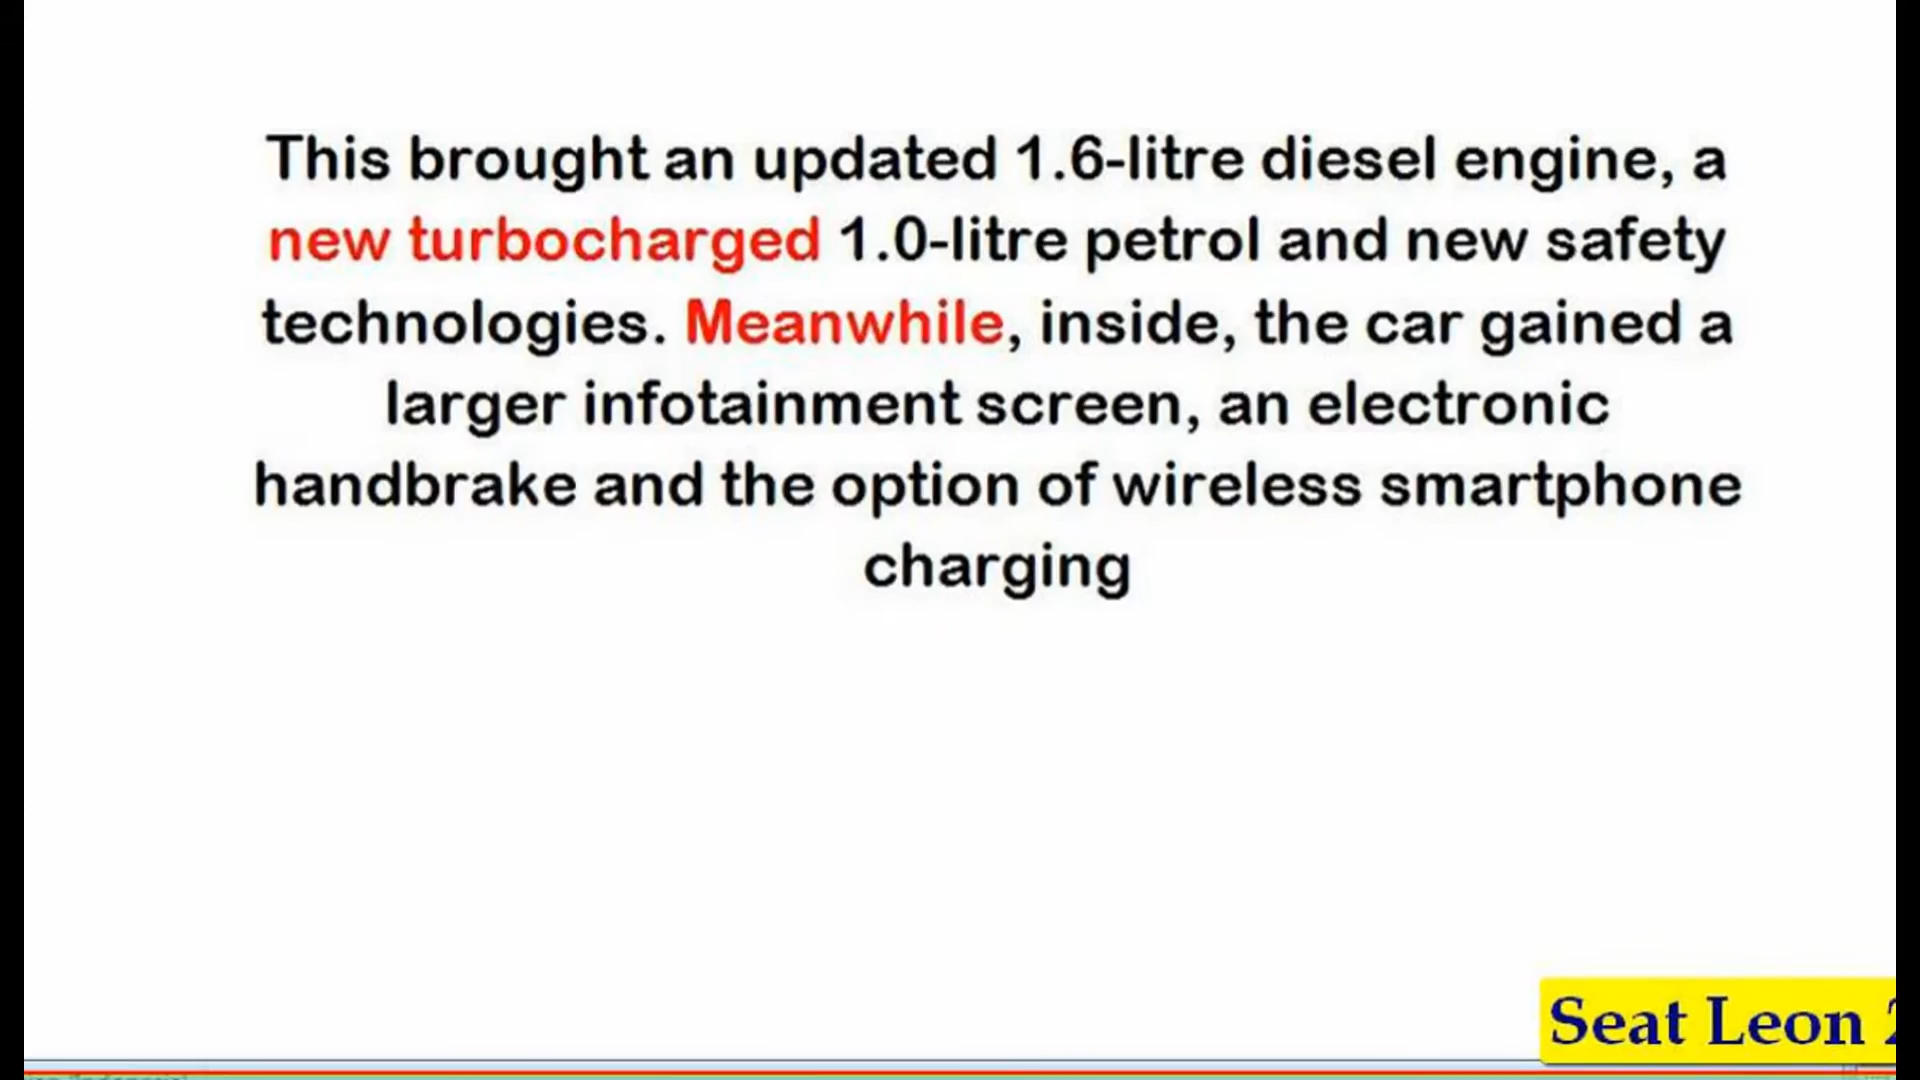 This brought an updated 1.6-litre diesel engine, a
new turbocharged 1.0-litre petrol and new safety
technologies. Meanwhile, inside, the car gained a
larger infotainment screen, an electronic
handbrake and the option of wireless smartphone
charging
Seat Leon